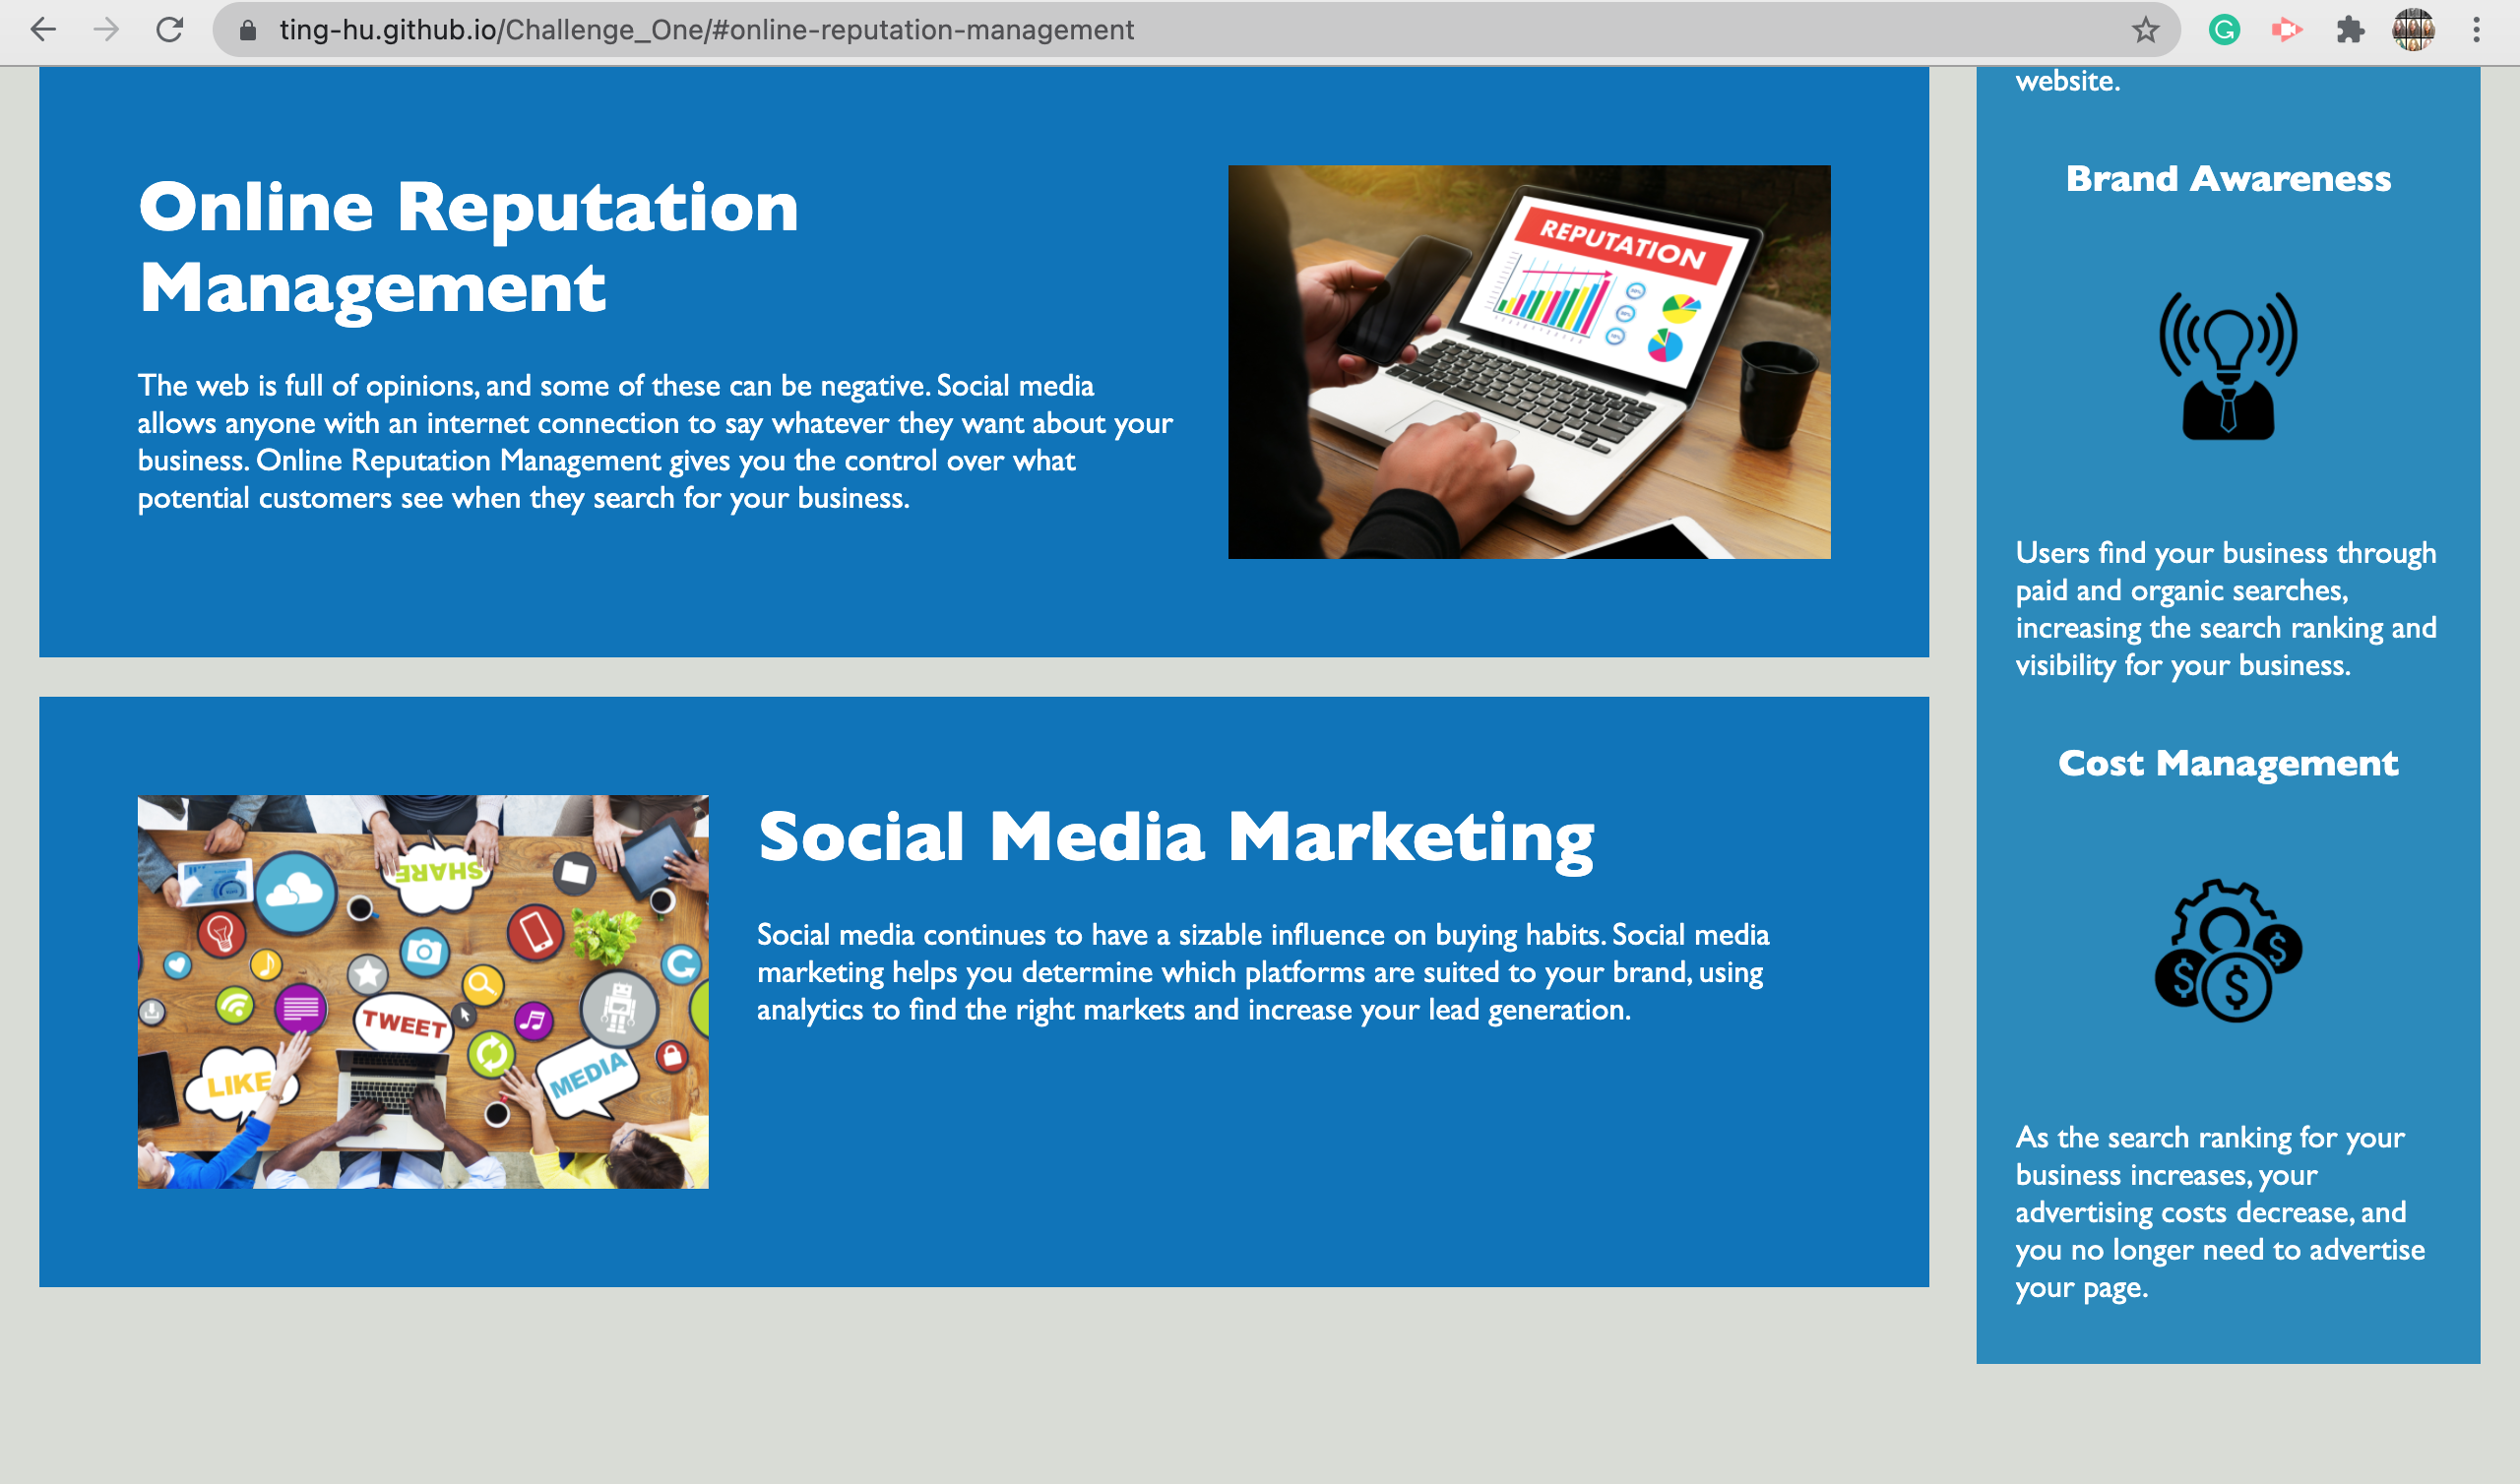 ting-hu.github.io/Challenge_One/#online-reputation-management
Online Reputation
Management
The web is full of opinions, and some of these can be negative. Social media
allows anyone with an internet connection to say whatever they want about your
business. Online Reputation Management gives you the control over what
potential customers see when they search for your business.
REPUTATION
SHARE
TWEET
LIKE
MEDIA
Social Media Marketing
Social media continues to have a sizable influence on buying habits. Social media
marketing helps you determine which platforms are suited to your brand, using
analytics to find the right markets and increase your lead generation.
website.
Brand Awareness
Users find your business through
paid and organic searches,
increasing the search ranking and
visibility for your business.
Cost Management
$ $ $
As the search ranking for your
business increases, your
advertising costs decrease, and
you no longer need to advertise
your page.